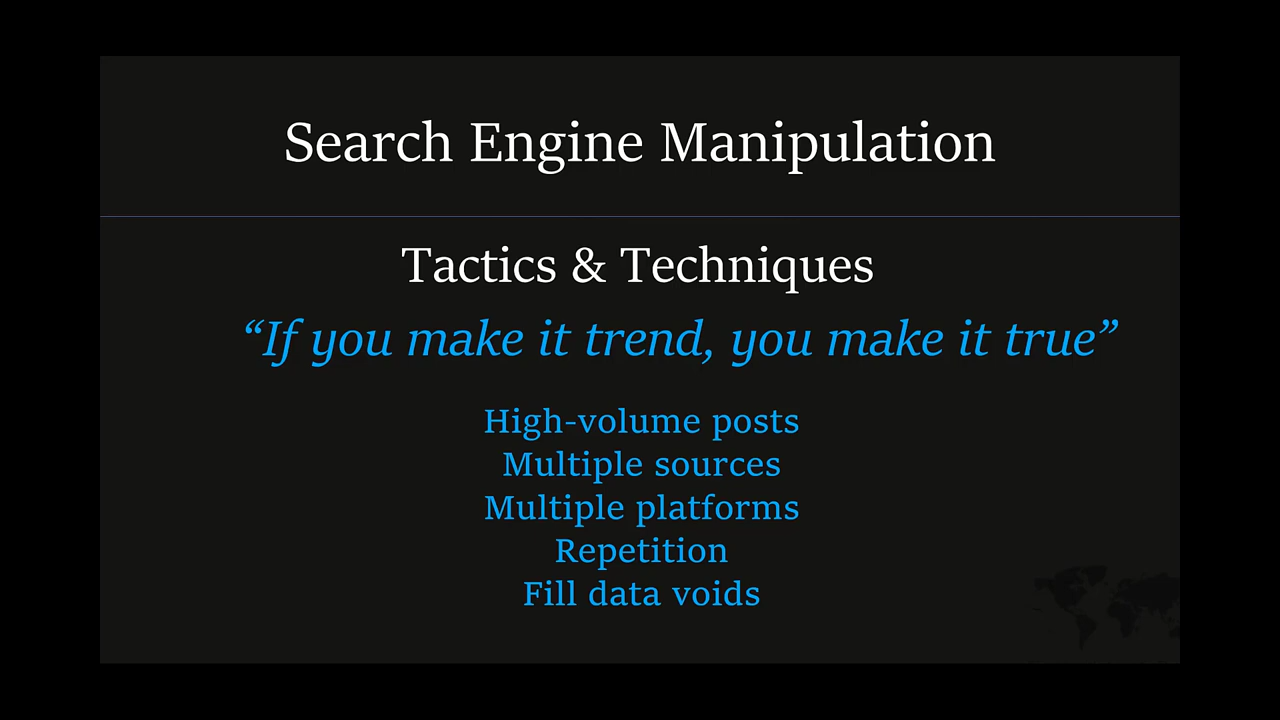 Search Engine Manipulation
Tactics & Techniques
“If you make it trend, you make it true”
High-volume posts
Multiple sources
Multiple platforms
Repetition
Fill data voids